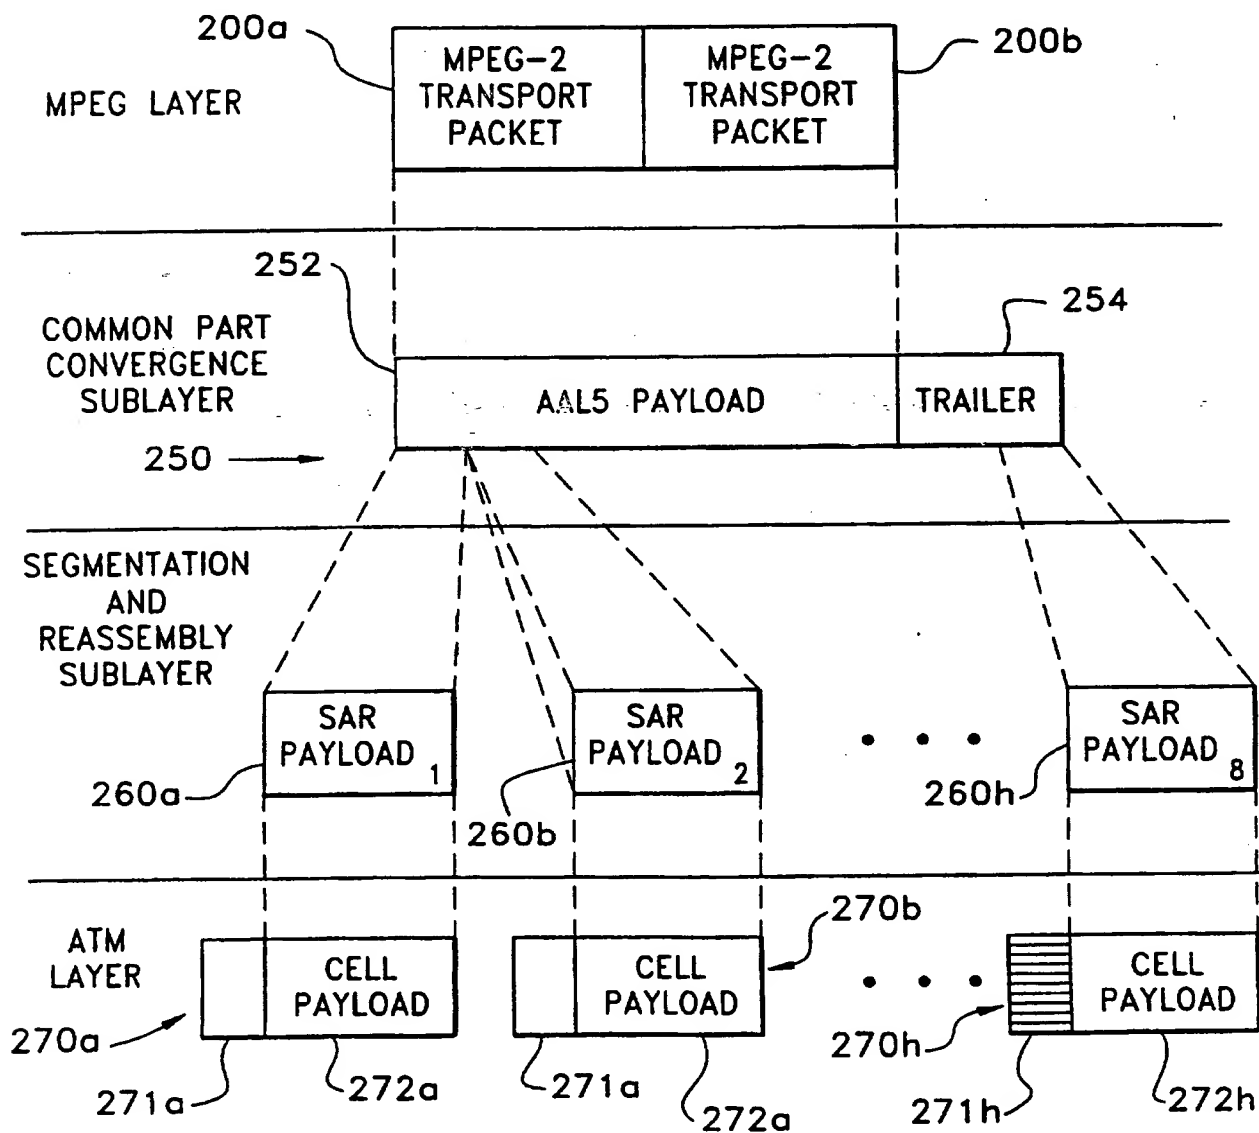 200a
MPEG-2
TRANSPORT
PACKET
MPEG-2
TRANSPORT
PACKET
200b
MPEG LAYER
252
254
COMMON PART
CONVERGENCE
SUBLAYER
AAL5 PAYLOAD
TRAILER
250
SEGMENTATION
AND
REASSEMBLY
SUBLAYER
SAR
PAYLOAD 1
SAR
PAYLOAD 2
SAR
PAYLOAD 8
260a
260b
260h
ATM
LAYER
CELL
PAYLOAD
CELL
PAYLOAD
270b
CELL
PAYLOAD
270a
270h
271a
272a
271a
272a
271h
272h